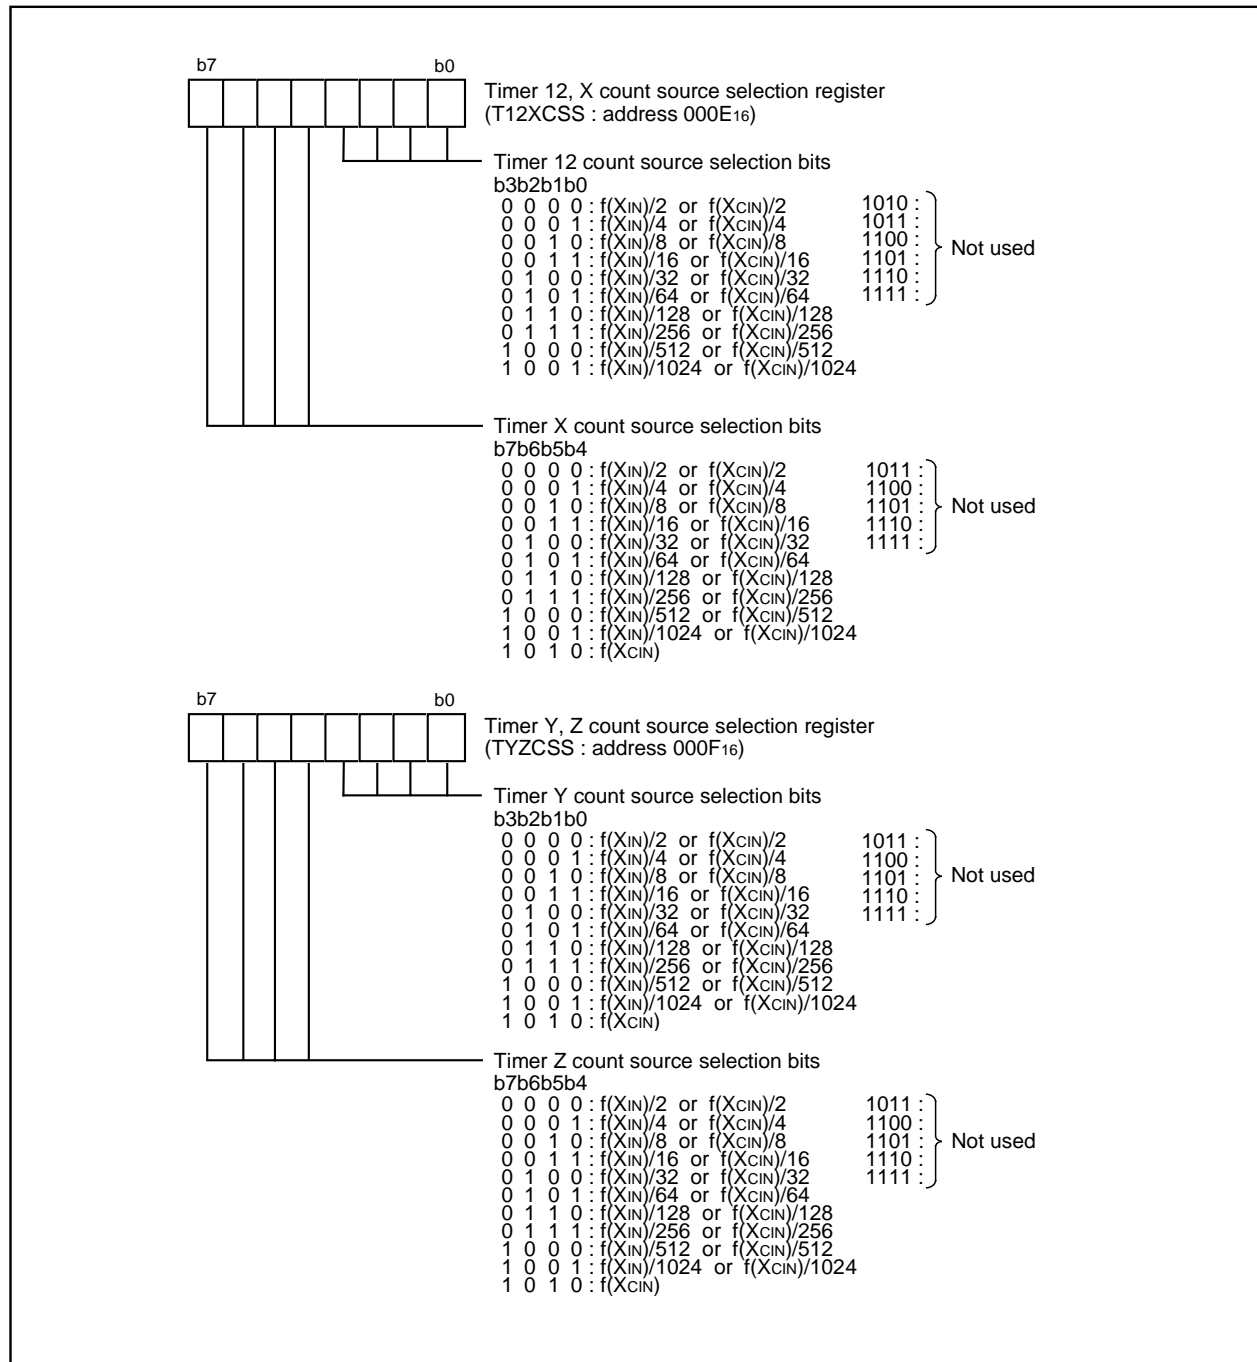 b7 b0
Timer 12, X count source selection register
(T12XCSS : address 000E16)
Timer 12 count source selection bits
b3b2b1b0
0 0 0 0 : f(XIN)/2 or f(XCIN)/2 1010 :
0 0 0 1 : f(XIN)/4 or f(XCIN)/4 1011 :
0 0 1 0 : f(XIN)/8 or f(XCIN)/8 1100 :
Not used
0 0 1 1 : f(XIN)/16 or f(XCIN)/16 1101 :
0 1 0 0 : f(XIN)/32 or f(XCIN)/32 1110 :
0 1 0 1 : f(XIN)/64 or f(XCIN)/64 1111 :
0 1 1 0 : f(XIN)/128 or f(XCIN)/128
0 1 1 1 : f(XIN)/256 or f(XCIN)/256
1 0 0 0 : f(XIN)/512 or f(XCIN)/512
1 0 0 1 : f(XIN)/1024 or f(XCIN)/1024
Timer X count source selection bits
b7b6b5b4
0 0 0 0 : f(XIN)/2 or f(XCIN)/2 1011 :
0 0 0 1 : f(XIN)/4 or f(XCIN)/4 1100 :
0 0 1 0 : f(XIN)/8 or f(XCIN)/8 1101 : Not used
0 0 1 1 : f(XIN)/16 or f(XCIN)/16 1110 :
0 1 0 0 : f(XIN)/32 or f(XCIN)/32 1111 :
0 1 0 1 : f(XIN)/64 or f(XCIN)/64
0 1 1 0 : f(XIN)/128 or f(XCIN)/128
0 1 1 1 : f(XIN)/256 or f(XCIN)/256
1 0 0 0 : f(XIN)/512 or f(XCIN)/512
1 0 0 1 : f(XIN)/1024 or f(XCIN)/1024
1 0 1 0 : f(XCIN)
b7 b0
Timer Y, Z count source selection register
(TYZCSS : address 000F16)
Timer Y count source selection bits
b3b2b1b0
0 0 0 0 : f(XIN)/2 or f(XCIN)/2 1011 :
0 0 0 1 : f(XIN)/4 or f(XCIN)/4 1100 :
0 0 1 0 : f(XIN)/8 or f(XCIN)/8 1101 : Not used
0 0 1 1 : f(XIN)/16 or f(XCIN)/16 1110 :
0 1 0 0 : f(XIN)/32 or f(XCIN)/32 1111 :
0 1 0 1 : f(XIN)/64 or f(XCIN)/64
0 1 1 0 : f(XIN)/128 or f(XCIN)/128
0 1 1 1 : f(XIN)/256 or f(XCIN)/256
1 0 0 0 : f(XIN)/512 or f(XCIN)/512
1 0 0 1 : f(XIN)/1024 or f(XCIN)/1024
1 0 1 0 : f(XCIN)
Timer Z count source selection bits
b7b6b5b4
0 0 0 0 : f(XIN)/2 or f(XCIN)/2 1011 :
0 0 0 1 : f(XIN)/4 or f(XCIN)/4 1100 :
0 0 1 0 : f(XIN)/8 or f(XCIN)/8 1101 : Not used
0 0 1 1 : f(XIN)/16 or f(XCIN)/16 1110 :
0 1 0 0 : f(XIN)/32 or f(XCIN)/32 1111 :
0 1 0 1 : f(XIN)/64 or f(XCIN)/64
0 1 1 0 : f(XIN)/128 or f(XCIN)/128
0 1 1 1 : f(XIN)/256 or f(XCIN)/256
1 0 0 0 : f(XIN)/512 or f(XCIN)/512
1 0 0 1 : f(XIN)/1024 or f(XCIN)/1024
1 0 1 0 : f(XCIN)